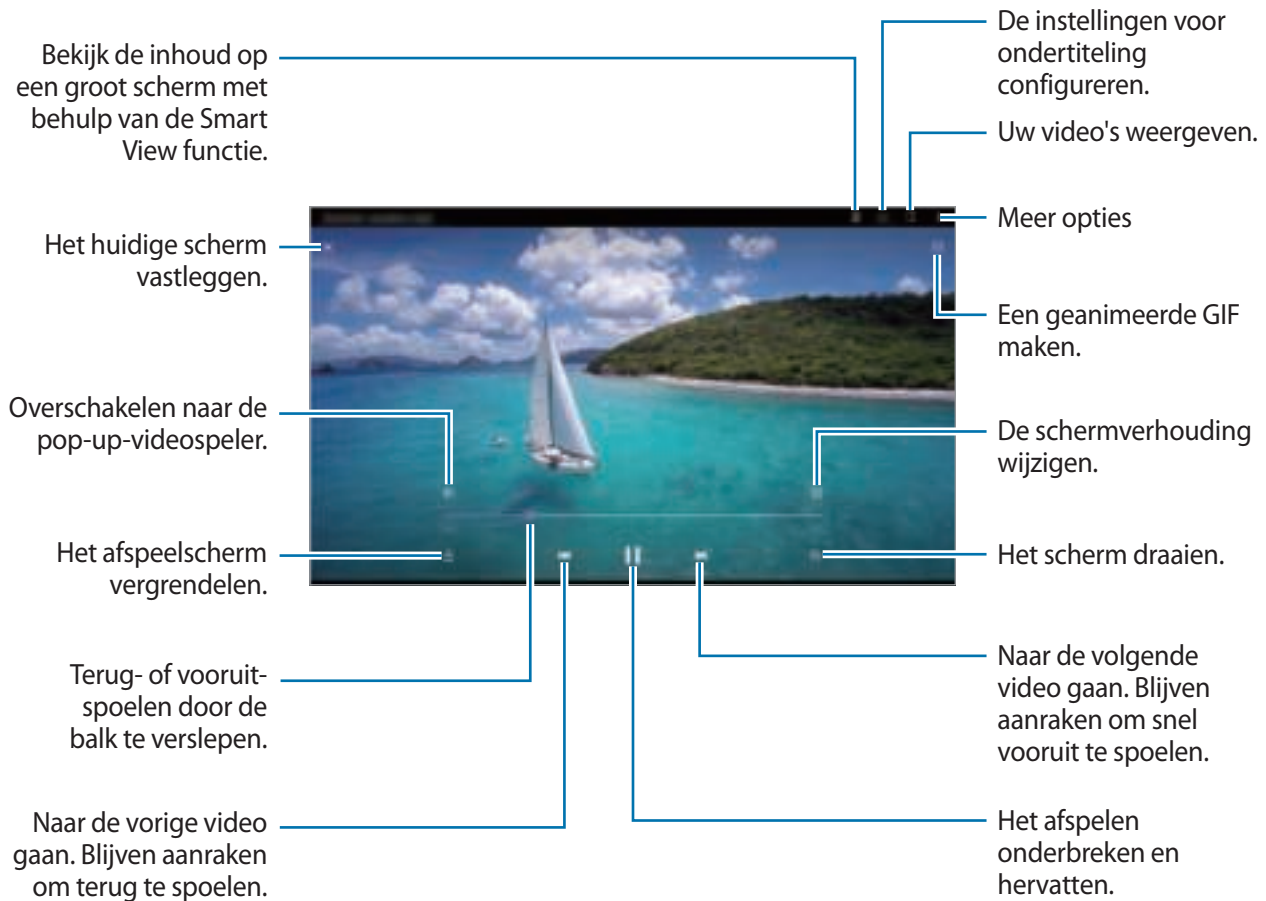 Bekijk de inhoud op
een groot scherm met
behulp van de Smart
View functie.
Het huidige scherm
vastleggen.
Overschakelen naar de
pop-up-videospeler.
Het afspeelscherm
vergrendelen.
Terug- of vooruit-
spoelen door de
balk te verslepen.
Naar de vorige video
gaan. Blijven aanraken
om terug te spoelen.
De instellingen voor
ondertiteling
configureren.
Uw video's weergeven.
Meer opties
Een geanimeerde GIF
maken.
De schermverhouding
wijzigen.
Het scherm draaien.
Naar de volgende
video gaan. Blijven
aanraken om snel
vooruit te spoelen.
Het afspelen
onderbreken en
hervatten.